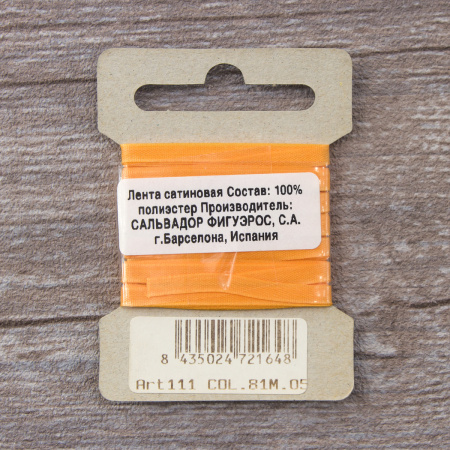 Лента сатиновая Состав: 100%
полиэстер Производитель:
САЛЬВАДОР ФИГУЭРОС, С.А.
г.Барселона, Испания
8 435024 721648
Art111 COL.81M.05